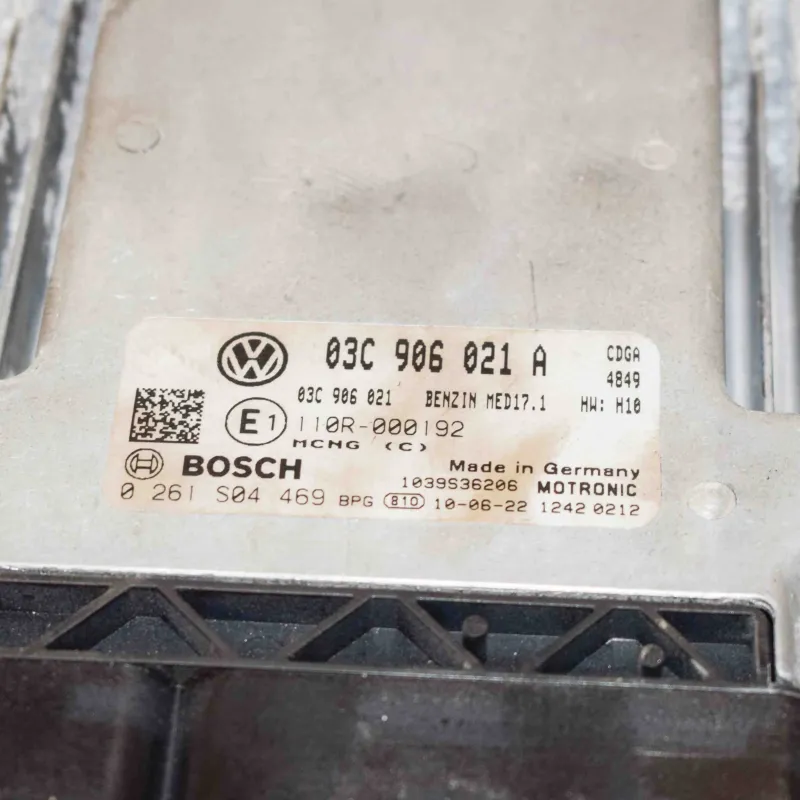 03C 906 021 A CDGA
4849
03C 906 021 BENZIN MED17.1 HW: H10
E1 110R-000192
MCNG (C)
BOSCH Made in Germany
1039S36206 MOTRONIC
0 261 S04 469 BPG 810 10-06-22 1242 0212